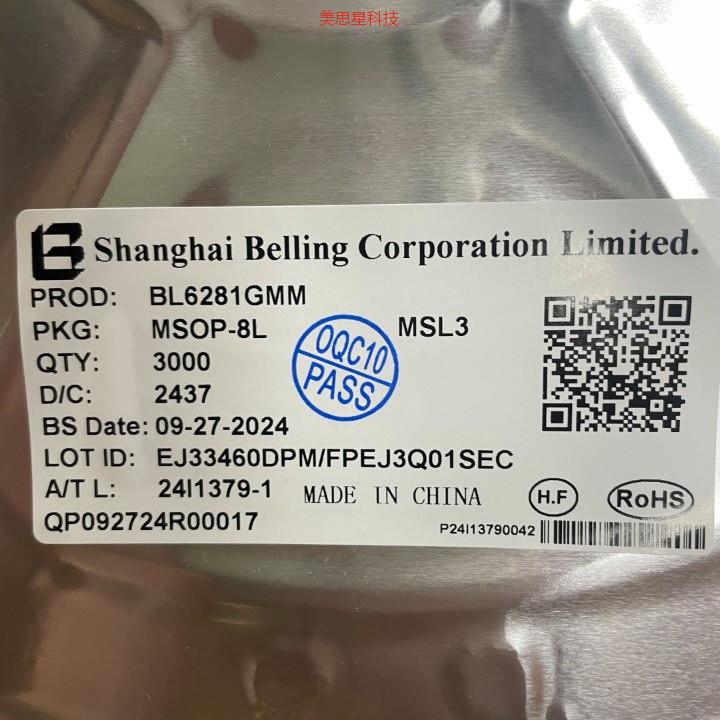 美思星科技
Shanghai Belling Corporation Limited.
PROD: BL6281GMM
PKG: MSOP-8L MSL3
QTY: 3000
D/C: 2437
BS Date: 09-27-2024
LOT ID: EJ33460DPM/FPEJ3Q01SEC
A/T L: 24I1379-1 MADE IN CHINA
QP092724R00017
OQC10
PASS
H.F
RoHS
P24I13790042